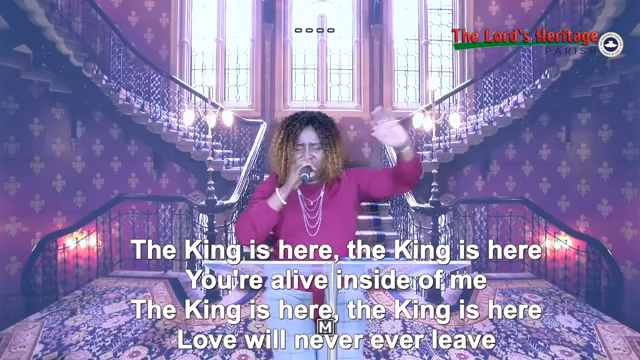 The Lord's Heritage
PARISH
The King is here, the King is here
You're alive inside of me
The King is here, the King is here
M
Love will never ever leave